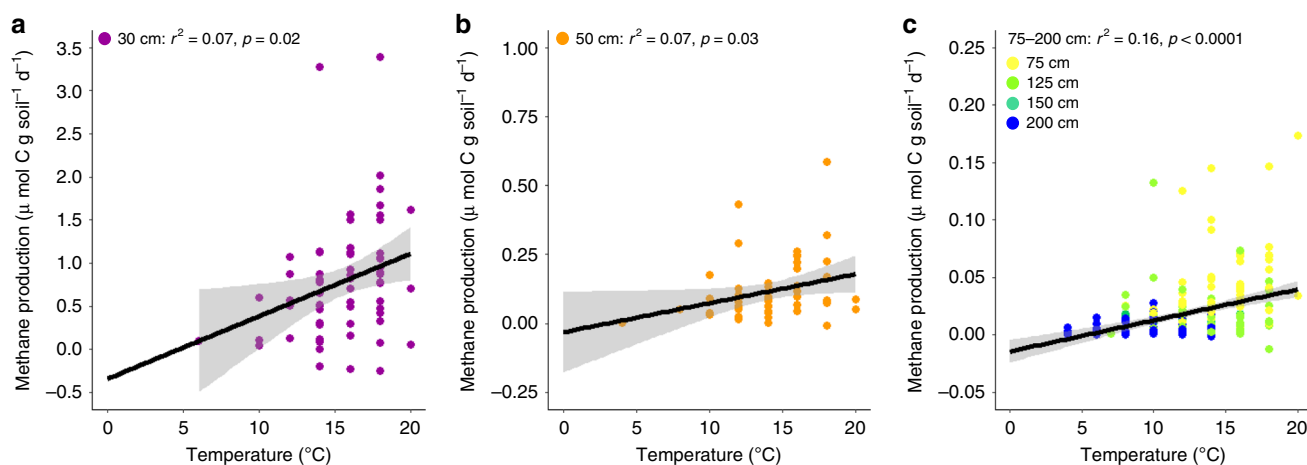 a
30 cm: r² = 0.07, p = 0.02
Methane production (μ mol C g soil⁻¹ d⁻¹)
3.5
3.0
2.5
2.0
1.5
1.0
0.5
0.0
−0.5
0 5 10 15 20
Temperature (°C)
b
50 cm: r² = 0.07, p = 0.03
Methane production (μ mol C g soil⁻¹ d⁻¹)
1.00
0.75
0.50
0.25
0.00
−0.25
0 5 10 15 20
Temperature (°C)
c
75–200 cm: r² = 0.16, p < 0.0001
75 cm
125 cm
150 cm
200 cm
Methane production (μ mol C g soil⁻¹ d⁻¹)
0.25
0.20
0.15
0.10
0.05
0.00
−0.05
0 5 10 15 20
Temperature (°C)